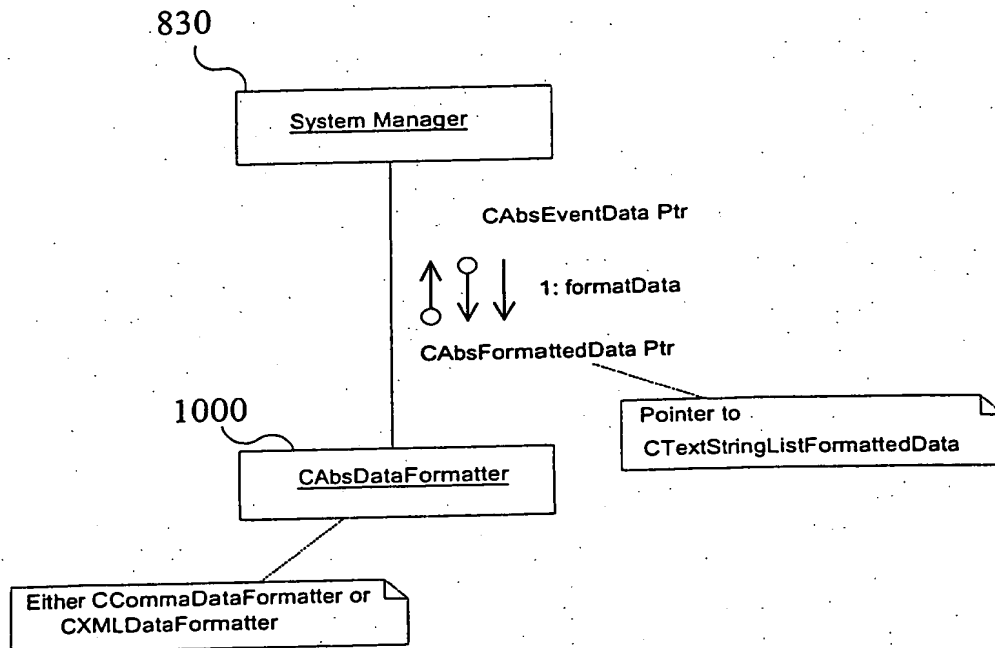 830
System Manager
CAbsEventData Ptr
1: formatData
CAbsFormattedData Ptr
1000
Pointer to
CTextStringListFormattedData
CAbsDataFormatter
Either CCommaDataFormatter or
CXMLDataFormatter